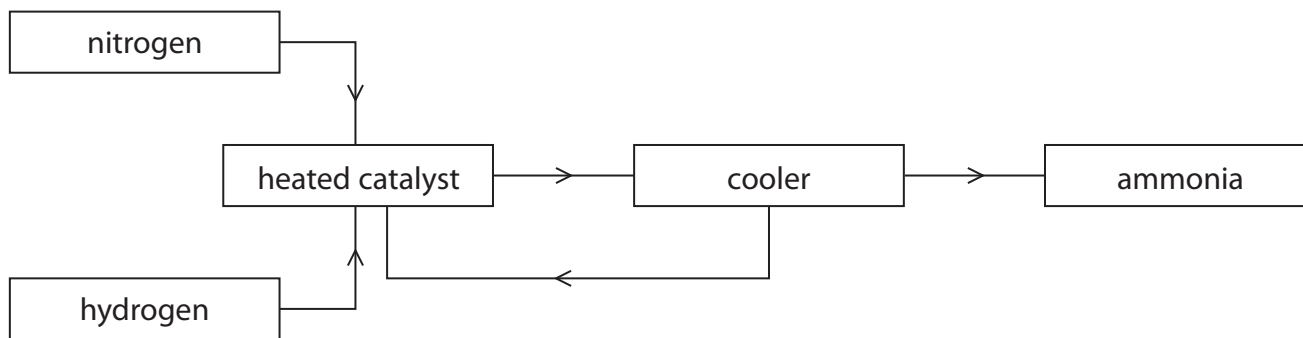 nitrogen
heated catalyst
cooler
ammonia
hydrogen